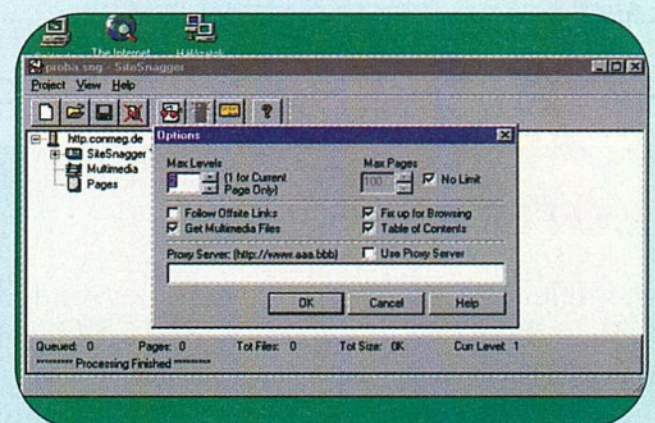 The Internet
Hálózatok
proba.sng - SiteSnagger
Project View Help
http.conmeg.de
SiteSnagger
Multimedia
Pages
Options
Max Levels
(1 for Current
Page Only)
Max Pages
100
No Limit
Follow Offsite Links
Fix up for Browsing
Get Multimedia Files
Table of Contents
Proxy Server: (http://www.aaa.bbb)
Use Proxy Server
OK Cancel Help
Queued: 0 Pages: 0 Tot Files: 0 Tot Size: 0K Curr Level: 1
******** Processing Finished ********